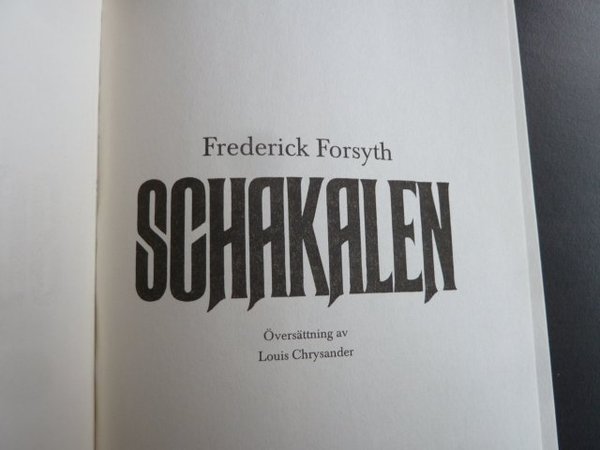 Frederick Forsyth
SCHAKALEN
Översättning av
Louis Chrysander